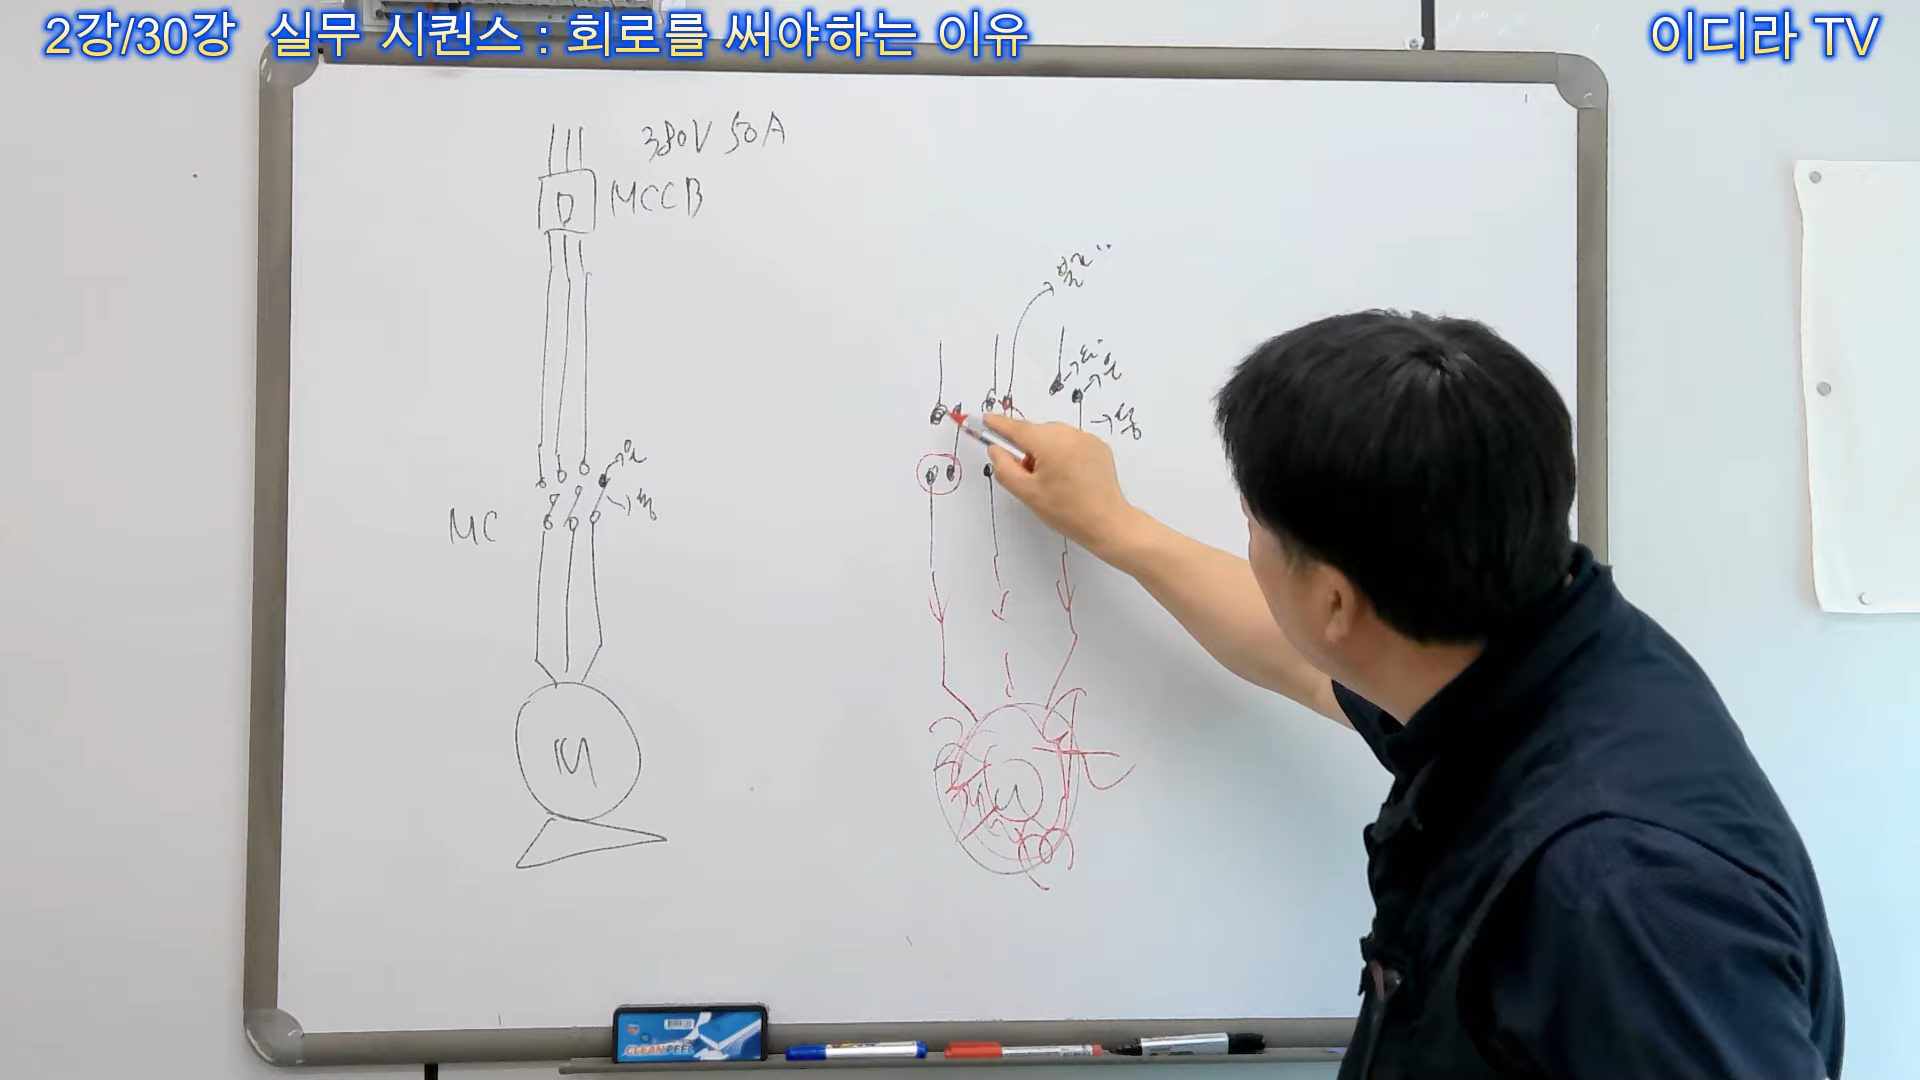 2강/30강 실무 시퀀스 : 회로를 써야하는 이유
이디라 TV
380V 50A
MCCB
MC
M
CLEANPEEL